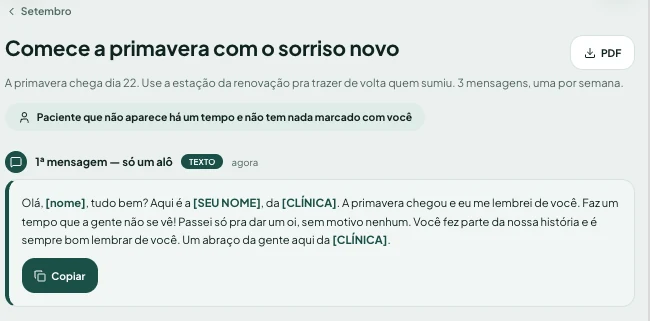 Setembro
Comece a primavera com o sorriso novo
PDF
A primavera chega dia 22. Use a estação da renovação pra trazer de volta quem sumiu. 3 mensagens, uma por semana.
Paciente que não aparece há um tempo e não tem nada marcado com você
1ª mensagem — só um alô TEXTO agora
Olá, [nome], tudo bem? Aqui é a [SEU NOME], da [CLÍNICA]. A primavera chegou e eu me lembrei de você. Faz um
tempo que a gente não se vê! Passei só pra dar um oi, sem motivo nenhum. Você fez parte da nossa história e é
sempre bom lembrar de você. Um abraço da gente aqui da [CLÍNICA].
Copiar